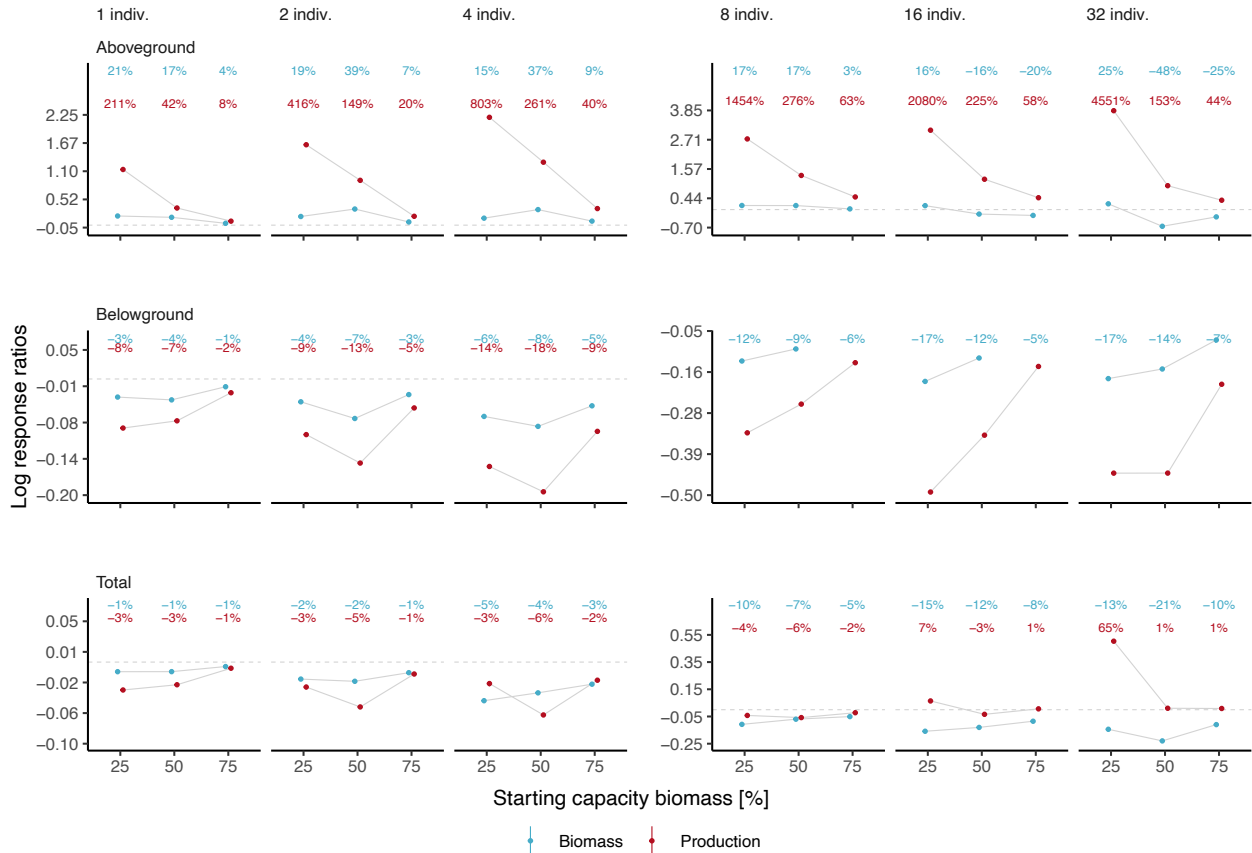 1 indiv. 2 indiv. 4 indiv. 8 indiv. 16 indiv. 32 indiv.
Aboveground
21% 17% 4% 19% 39% 7% 15% 37% 9% 17% 17% 3% 16% −16% −20% 25% −48% −25%
211% 42% 8% 416% 149% 20% 803% 261% 40% 1454% 276% 63% 2080% 225% 58% 4551% 153% 44%
2.25 3.85
1.67 2.71
1.10 1.57
0.52 0.44
−0.05 −0.70
Log response ratios
Belowground
−3% −4% −1% −4% −7% −3% −6% −8% −5% −12% −9% −6% −17% −12% −5% −17% −14% −7%
−8% −7% −2% −9% −13% −5% −14% −18% −9%
0.05 −0.05
−0.01 −0.16
−0.08 −0.28
−0.14 −0.39
−0.20 −0.50
Total
−1% −1% −1% −2% −2% −1% −5% −4% −3% −10% −7% −5% −15% −12% −8% −13% −21% −10%
−3% −3% −1% −3% −5% −1% −3% −6% −2% −4% −6% −2% 7% −3% 1% 65% 1% 1%
0.05 0.55
0.01 0.35
−0.02 0.15
−0.06 −0.05
−0.10 −0.25
25 50 75 25 50 75 25 50 75 25 50 75 25 50 75 25 50 75
Starting capacity biomass [%]
Biomass Production